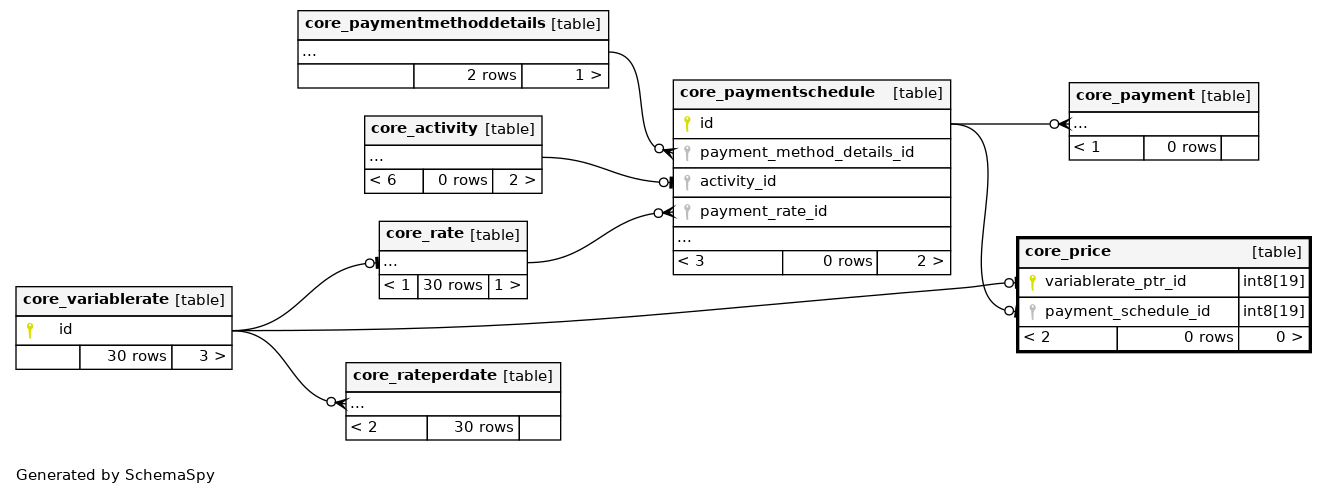 core_paymentmethoddetails [table]
...
2 rows 1 >
core_activity [table]
...
< 6 0 rows 2 >
core_rate [table]
...
< 1 30 rows 1 >
core_variablerate [table]
id
30 rows 3 >
core_rateperdate [table]
...
< 2 30 rows
core_paymentschedule [table]
id
payment_method_details_id
activity_id
payment_rate_id
...
< 3 0 rows 2 >
core_payment [table]
...
< 1 0 rows
core_price [table]
variablerate_ptr_id int8[19]
payment_schedule_id int8[19]
< 2 0 rows 0 >
Generated by SchemaSpy